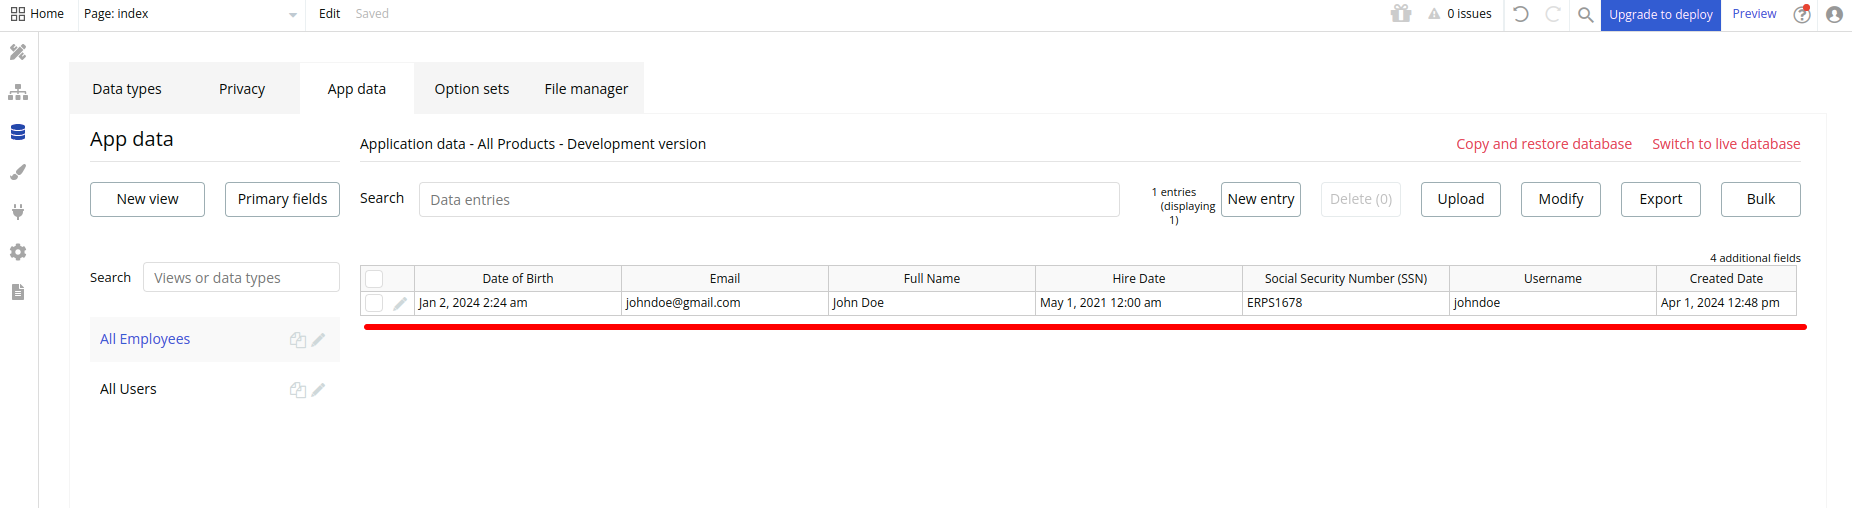 Home Page: index Edit Saved 0 issues Upgrade to deploy Preview
Data types Privacy App data Option sets File manager
App data
Application data - All Products - Development version Copy and restore database Switch to live database
New view Primary fields
Search Data entries
1 entries
(displaying
1)
New entry Delete (0) Upload Modify Export Bulk
Search Views or data types
4 additional fields
Date of Birth Email Full Name Hire Date Social Security Number (SSN) Username Created Date
Jan 2, 2024 2:24 am johndoe@gmail.com John Doe May 1, 2021 12:00 am ERPS1678 johndoe Apr 1, 2024 12:48 pm
All Employees
All Users